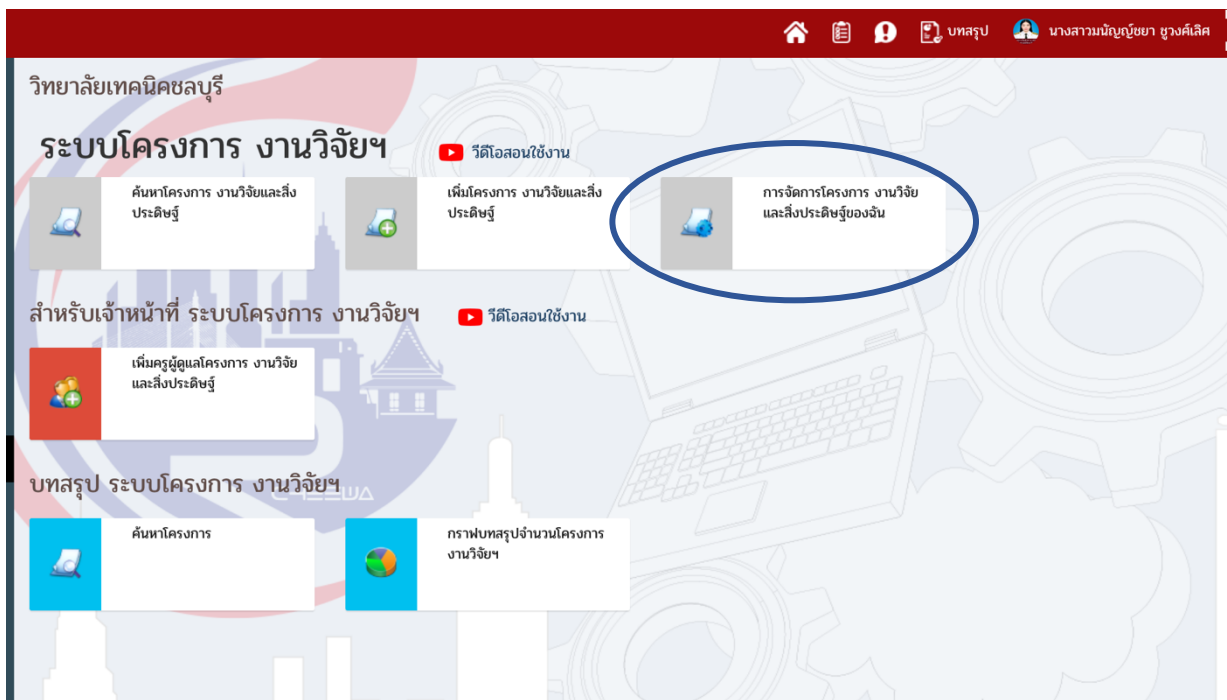 บทสรุป
นางสาวมนัญญ์ชยา ชูวงค์เลิศ
วิทยาลัยเทคนิคชลบุรี
ระบบโครงการ งานวิจัยฯ
วีดีโอสอนใช้งาน
ค้นหาโครงการ งานวิจัยและสิ่ง
ประดิษฐ์
เพิ่มโครงการ งานวิจัยและสิ่ง
ประดิษฐ์
การจัดการโครงการ งานวิจัย
และสิ่งประดิษฐ์ของฉัน
สำหรับเจ้าหน้าที่ ระบบโครงการ งานวิจัยฯ
วีดีโอสอนใช้งาน
เพิ่มครูผู้ดูแลโครงการ งานวิจัย
และสิ่งประดิษฐ์
บทสรุป ระบบโครงการ งานวิจัยฯ
ค้นหาโครงการ
กราฟบทสรุปจำนวนโครงการ
งานวิจัยฯ